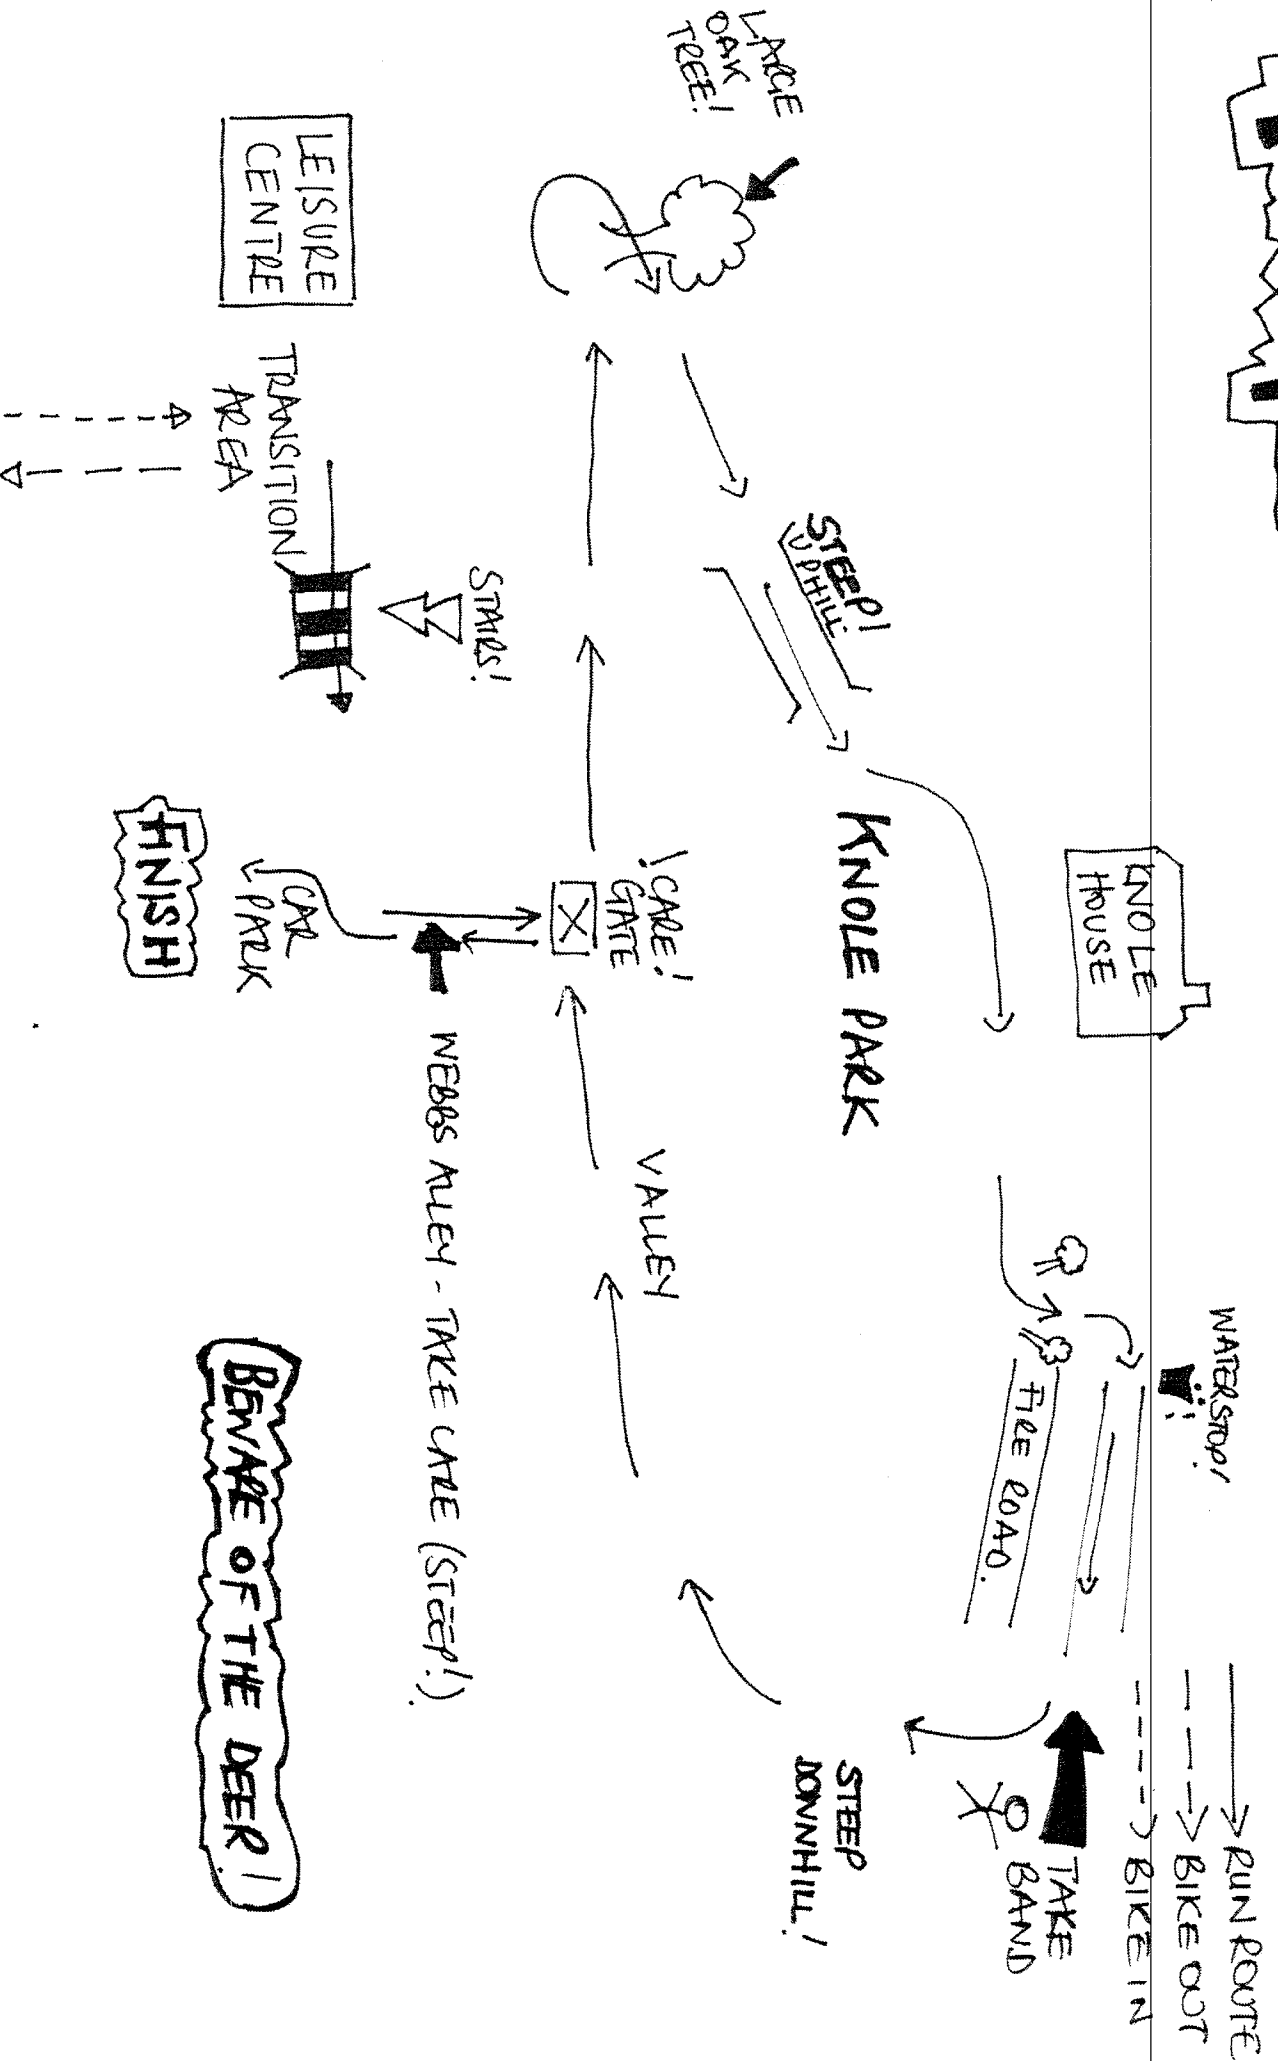 LARGE
OAK
TREE!
KNOLE
HOUSE
WATERSTOP!
RUN ROUTE
BIKE OUT
BIKE IN
TAKE
BAND
FIRE ROAD.
STEEP!
UPHILL
KNOLE PARK
STEEP
DOWNHILL!
VALLEY
!CARE!
GATE
STAIRS!
WEBBS ALLEY - TAKE CARE (STEEP!).
LEISURE
CENTRE
TRANSITION
AREA
CAR
PARK
FINISH
BEWARE OF THE DEER!